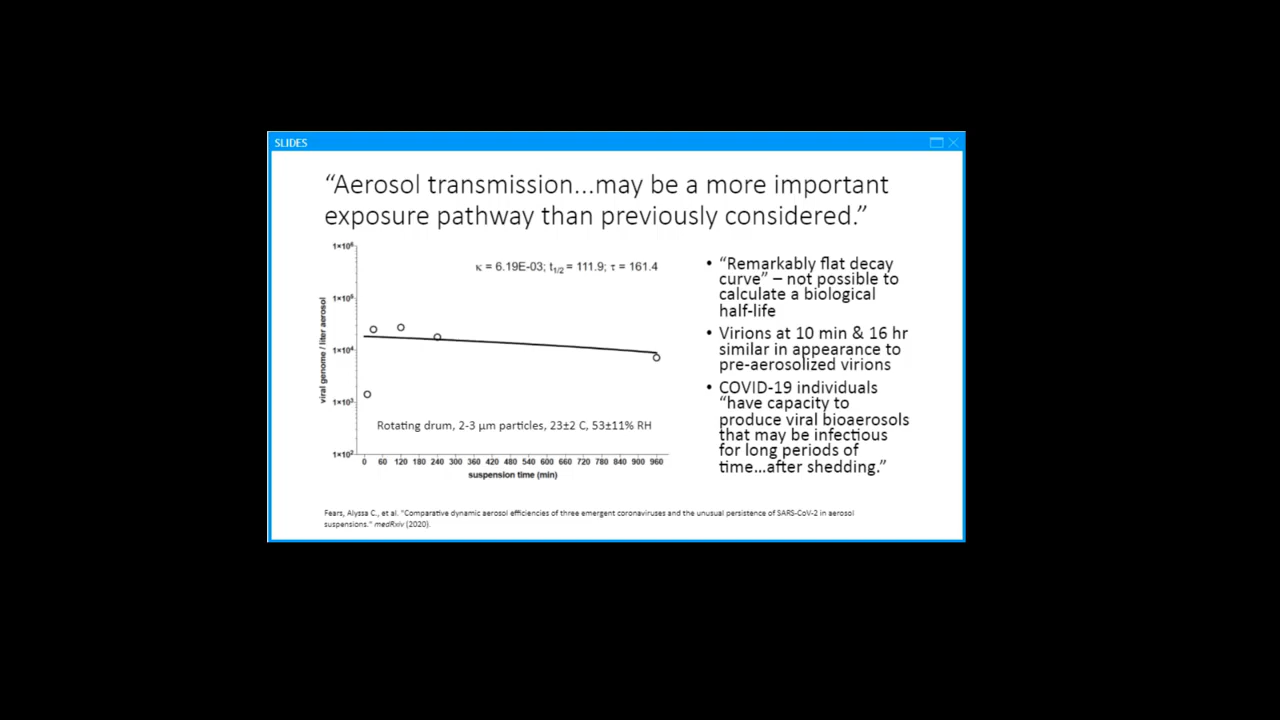 SLIDES
“Aerosol transmission...may be a more important
exposure pathway than previously considered.”
1×10⁶
κ = 6.19E-03; t1/2 = 111.9; τ = 161.4
1×10⁵
1×10⁴
1×10³
1×10²
viral genome / liter aerosol
Rotating drum, 2-3 µm particles, 23±2 C, 53±11% RH
0 60 120 180 240 300 360 420 480 540 600 660 720 780 840 900 960
suspension time (min)
• “Remarkably flat decay
curve” – not possible to
calculate a biological
half-life
• Virions at 10 min & 16 hr
similar in appearance to
pre-aerosolized virions
• COVID-19 individuals
“have capacity to
produce viral bioaerosols
that may be infectious
for long periods of
time...after shedding.”
Fears, Alyssa C., et al. "Comparative dynamic aerosol efficiencies of three emergent coronaviruses and the unusual persistence of SARS-CoV-2 in aerosol
suspensions." medRxiv (2020).